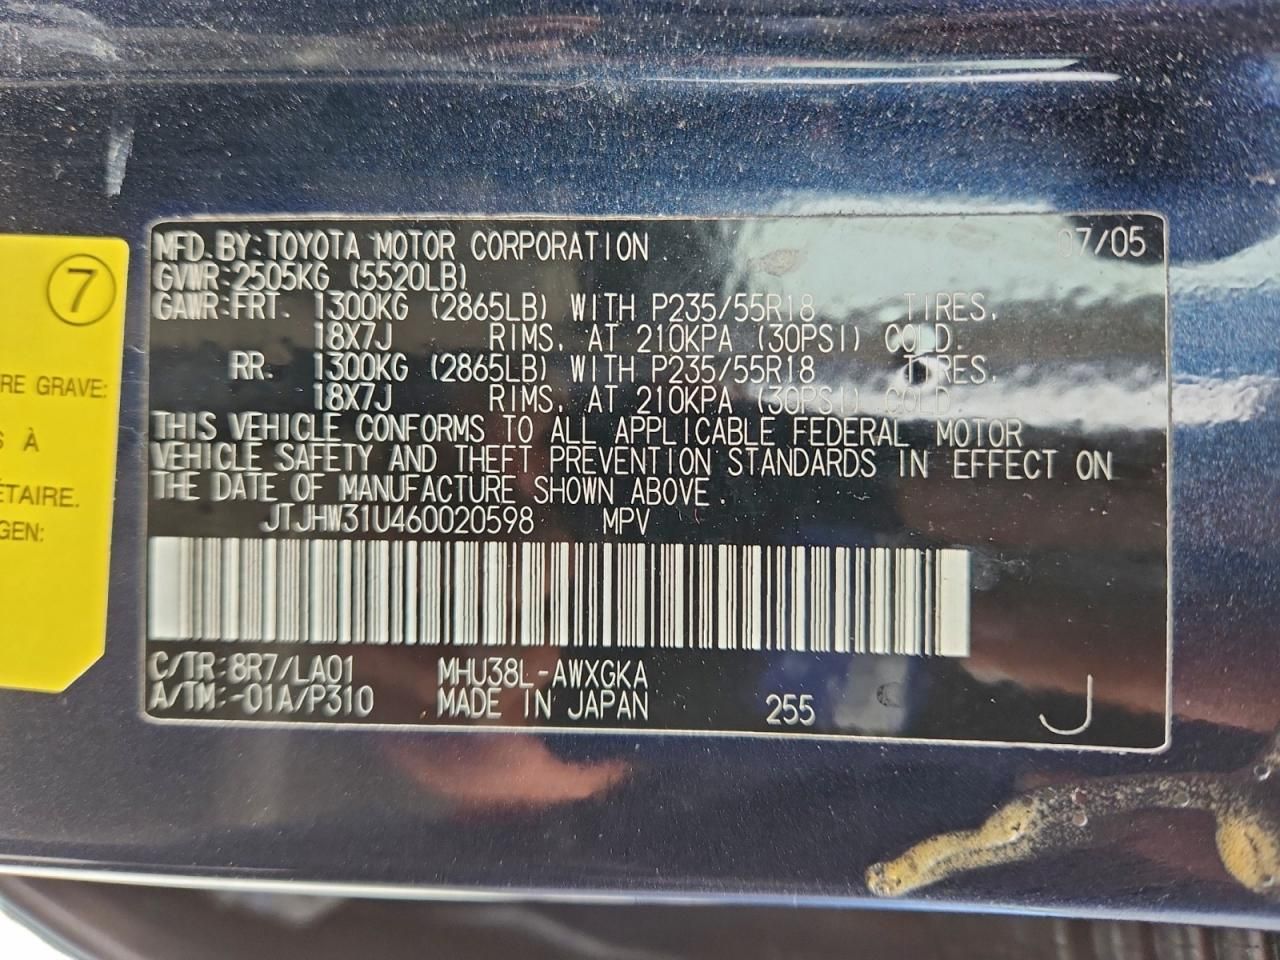 MFD. BY: TOYOTA MOTOR CORPORATION 07/05
GVWR: 2505KG (5520LB)
GAWR: FRT. 1300KG (2865LB) WITH P235/55R18 TIRES,
18X7J RIMS, AT 210KPA (30PSI) COLD.
RR. 1300KG (2865LB) WITH P235/55R18 TIRES,
18X7J RIMS, AT 210KPA (30PSI) COLD
THIS VEHICLE CONFORMS TO ALL APPLICABLE FEDERAL MOTOR
VEHICLE SAFETY AND THEFT PREVENTION STANDARDS IN EFFECT ON
THE DATE OF MANUFACTURE SHOWN ABOVE.
JTJHW31U460020598 MPV
C/TR: 8R7/LA01 MHU38L-AWXGKA
A/TM: -01A/P310 MADE IN JAPAN 255 J
7
RE GRAVE:
À
ÉTAIRE.
GEN: